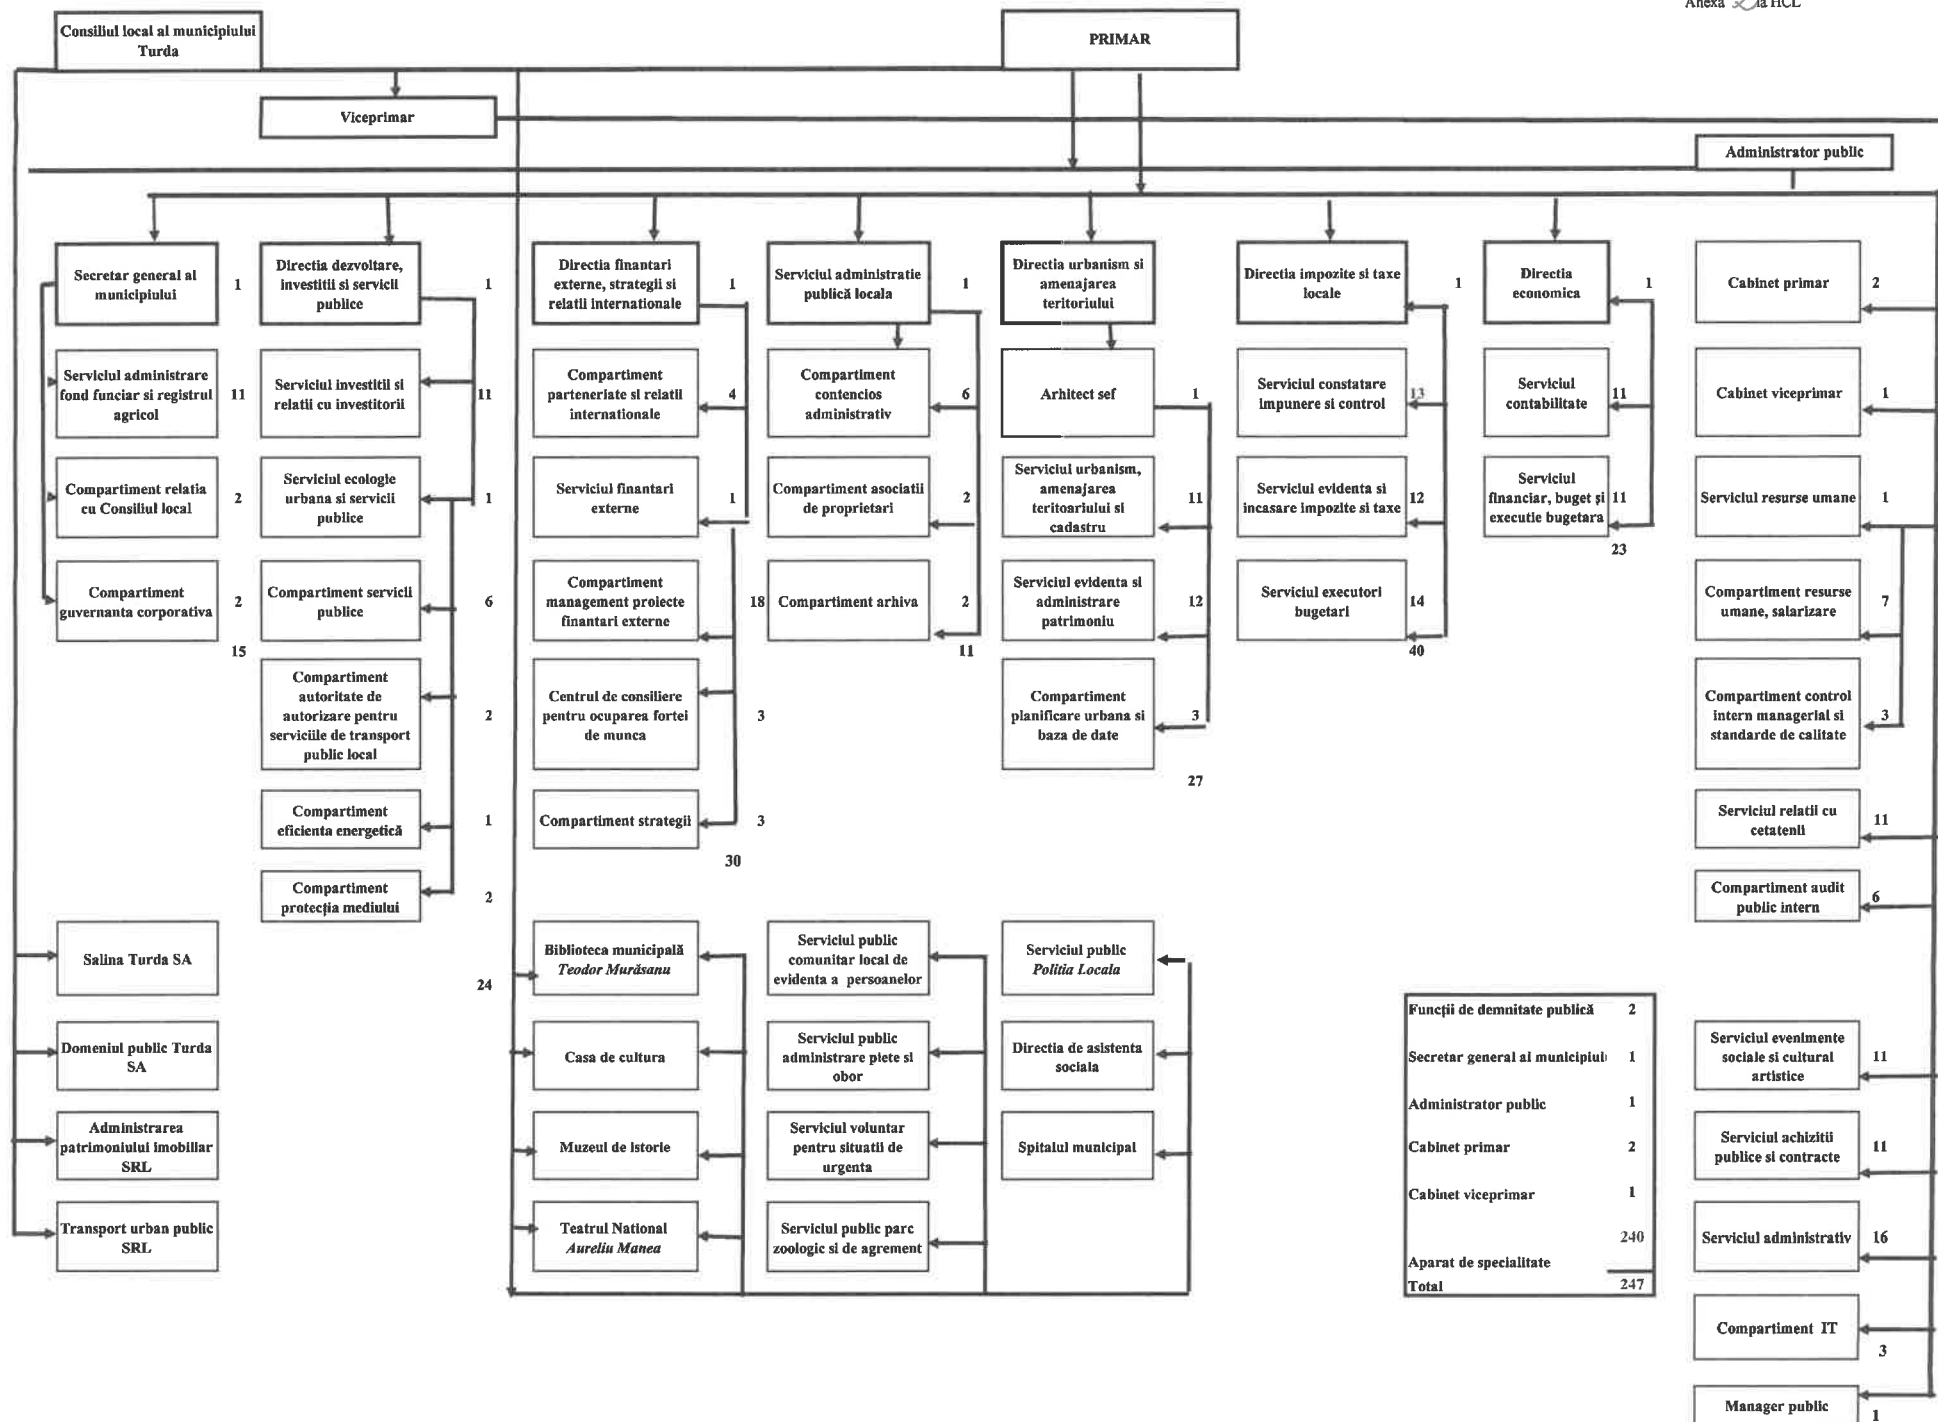 Anexa la HCL
Consiliul local al municipiului
Turda
PRIMAR
Viceprimar
Administrator public
Secretar general al
municipiului
1
Directia dezvoltare,
investitii si servicii
publice
1
Directia finantari
externe, strategii si
relatii internationale
1
Serviciul administratie
publică locala
1
Directia urbanism si
amenajarea
teritoriului
Directia impozite si taxe
locale
1
Directia
economica
1
Cabinet primar
2
Serviciul administrare
fond funciar si registrul
agricol
11
Serviciul investitii si
relatii cu investitorii
11
Compartiment
parteneriate si relatii
internationale
4
Compartiment
contencios
administrativ
6
Arhitect sef
1
Serviciul constatare
impunere si control
13
Serviciul
contabilitate
11
Cabinet viceprimar
1
Compartiment relatia
cu Consiliul local
2
Serviciul ecologie
urbana si servicii
publice
1
Serviciul finantari
externe
1
Compartiment asociatii
de proprietari
2
Serviciul urbanism,
amenajarea
teritoariului si
cadastru
11
Serviciul evidenta si
incasare impozite si taxe
12
Serviciul
financiar, buget și
executie bugetara
11
23
Serviciul resurse umane
1
Compartiment
guvernanta corporativa
2
15
Compartiment servicii
publice
6
Compartiment
management proiecte
finantari externe
18
Compartiment arhiva
2
11
Serviciul evidenta si
administrare
patrimoniu
12
Serviciul executori
bugetari
14
40
Compartiment resurse
umane, salarizare
7
Compartiment
autoritate de
autorizare pentru
serviciile de transport
public local
2
Centrul de consiliere
pentru ocuparea fortei
de munca
3
Compartiment
planificare urbana si
baza de date
3
27
Compartiment control
intern managerial si
standarde de calitate
3
Compartiment
eficienta energetică
1
Compartiment strategii
3
30
Serviciul relatii cu
cetatenii
11
Compartiment
protecția mediului
2
24
Compartiment audit
public intern
6
Salina Turda SA
Biblioteca municipală
Teodor Murăsanu
Serviciul public
comunitar local de
evidenta a persoanelor
Serviciul public
Politia Locala
Domeniul public Turda
SA
Casa de cultura
Serviciul public
administrare piete si
obor
Directia de asistenta
sociala
Administrarea
patrimoniului imobiliar
SRL
Muzeul de istorie
Serviciul voluntar
pentru situatii de
urgenta
Spitalul municipal
Transport urban public
SRL
Teatrul National
Aureliu Manea
Serviciul public parc
zoologic si de agrement
Funcții de demnitate publică 2
Secretar general al municipiulu 1
Administrator public 1
Cabinet primar 2
Cabinet viceprimar 1
240
Aparat de specialitate
Total 247
Serviciul evenimente
sociale si cultural
artistice
11
Serviciul achizitii
publice si contracte
11
Serviciul administrativ
16
Compartiment IT
3
Manager public
1